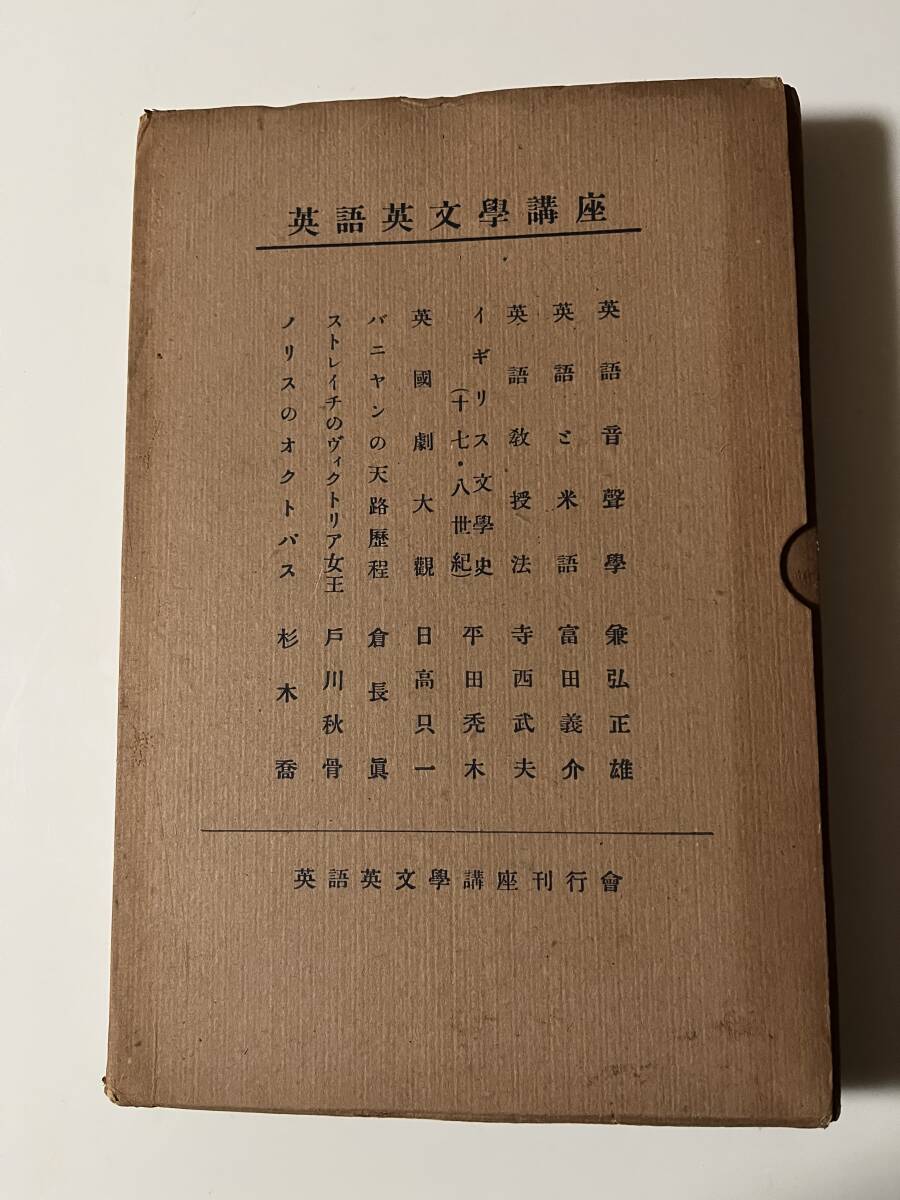 英語英文學講座
英語音聲學 兼弘正雄
英語と米語 富田義介
英語教授法 寺西武夫
イギリス文學史
(十七・八世紀) 平田禿木
英國劇大觀 日高只一
バニヤンの天路歷程 倉長眞
ストレイチのヴィクトリア女王 戶川秋骨
ノリスのオクトパス 杉木喬
英語英文學講座刊行會